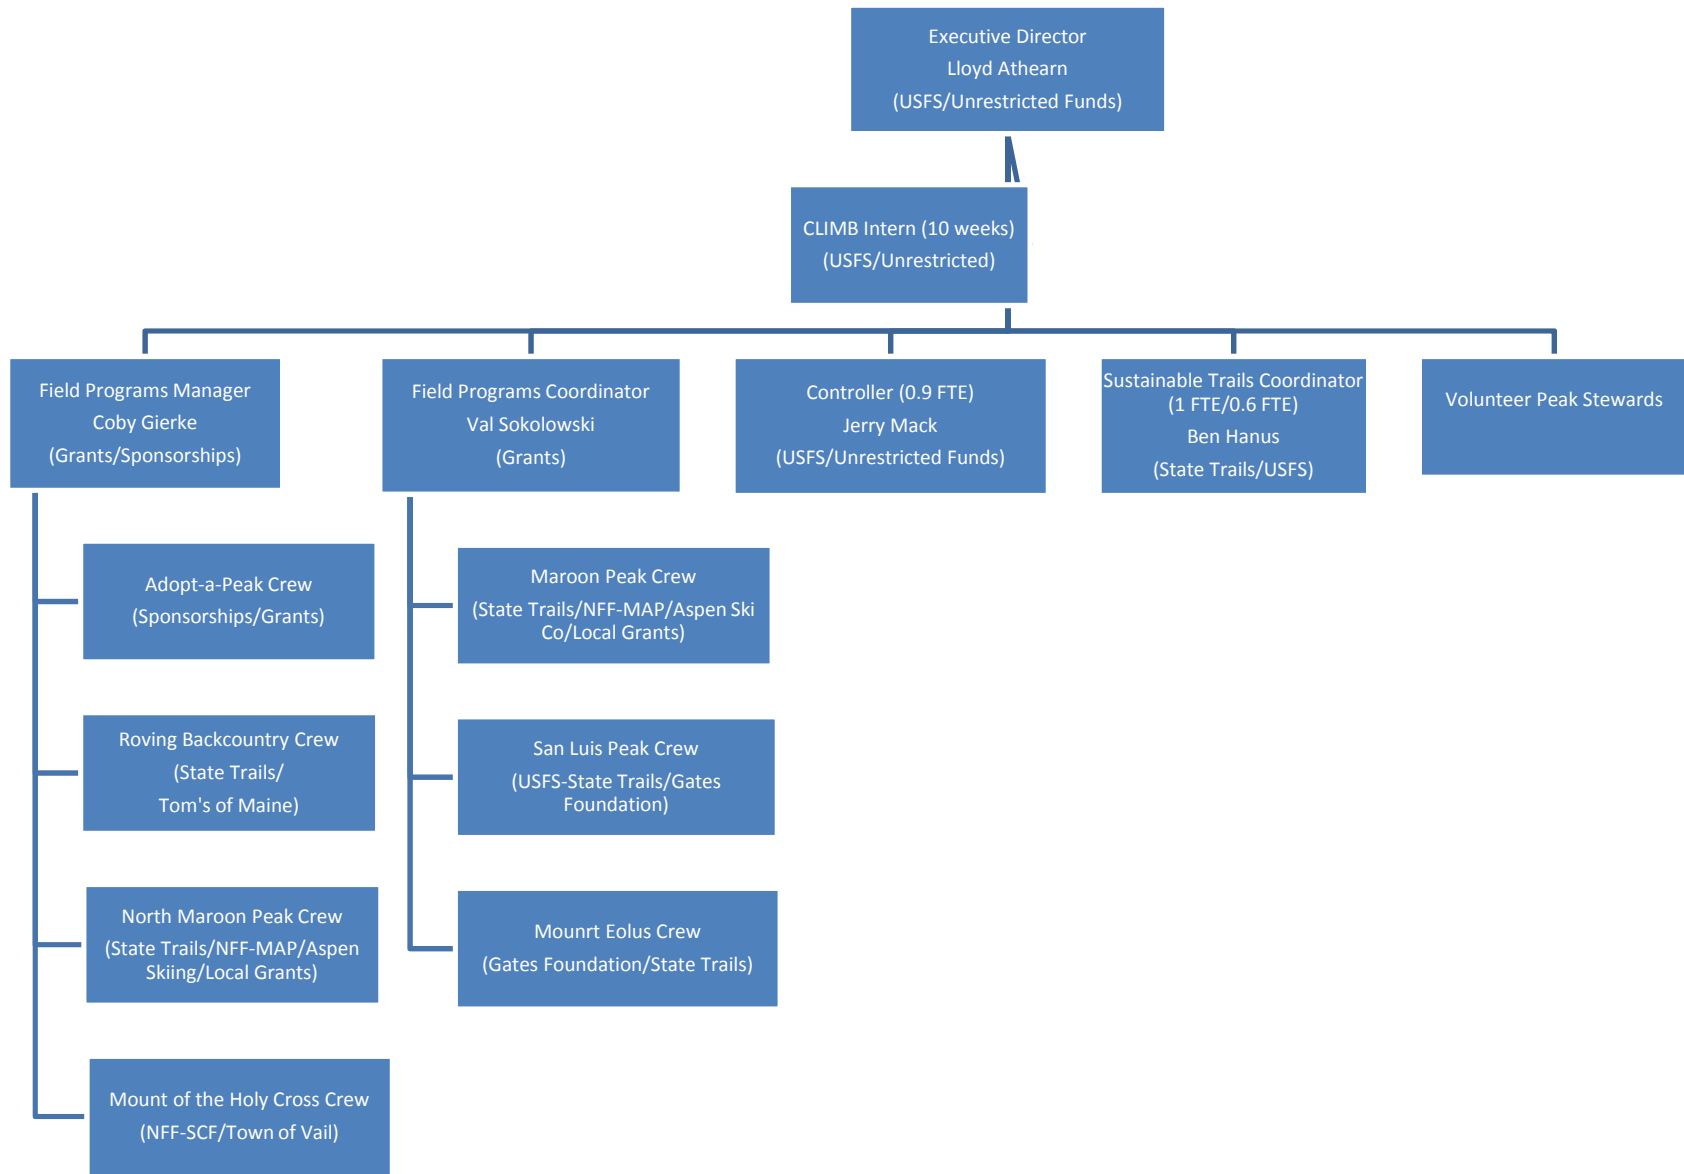 Executive Director
Lloyd Athearn
(USFS/Unrestricted Funds)
CLIMB Intern (10 weeks)
(USFS/Unrestricted)
Field Programs Manager
Coby Gierke
(Grants/Sponsorships)
Field Programs Coordinator
Val Sokolowski
(Grants)
Controller (0.9 FTE)
Jerry Mack
(USFS/Unrestricted Funds)
Sustainable Trails Coordinator
(1 FTE/0.6 FTE)
Ben Hanus
(State Trails/USFS)
Volunteer Peak Stewards
Adopt-a-Peak Crew
(Sponsorships/Grants)
Roving Backcountry Crew
(State Trails/
Tom's of Maine)
North Maroon Peak Crew
(State Trails/NFF-MAP/Aspen
Skiing/Local Grants)
Mount of the Holy Cross Crew
(NFF-SCF/Town of Vail)
Maroon Peak Crew
(State Trails/NFF-MAP/Aspen Ski
Co/Local Grants)
San Luis Peak Crew
(USFS-State Trails/Gates
Foundation)
Mounrt Eolus Crew
(Gates Foundation/State Trails)